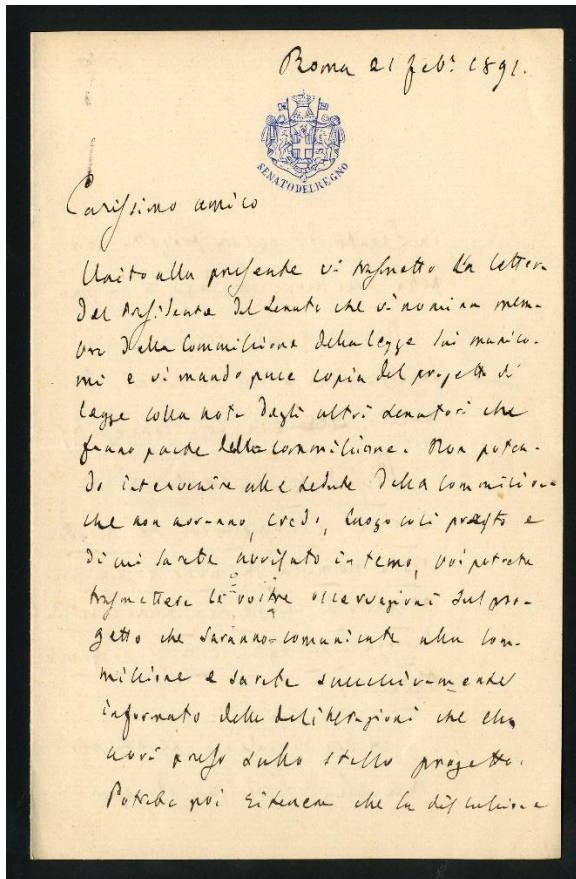 Roma 21 feb.º 1891.
SENATO DEL REGNO
Carissimo amico
Unito alla presente vi trasmetto la lettera
del Presidente del Senato che vi nomina mem-
bro della Commissione della legge sui manico-
mi e vi mando pure copia del progetto di
legge colla nota degli altri senatori che
fanno parte della commissione. Non poten-
do intervenire alle sedute della commissione
che non avranno, credo, luogo così presto e
di cui sarete avvisato in tempo, voi potrete
trasmettere le vostre osservazioni sul pro-
getto che saranno comunicate alla com-
missione e sarete successivamente
informato delle deliberazioni che ella
avrà preso sullo stesso progetto.
Potrete poi ritenere che la discussione